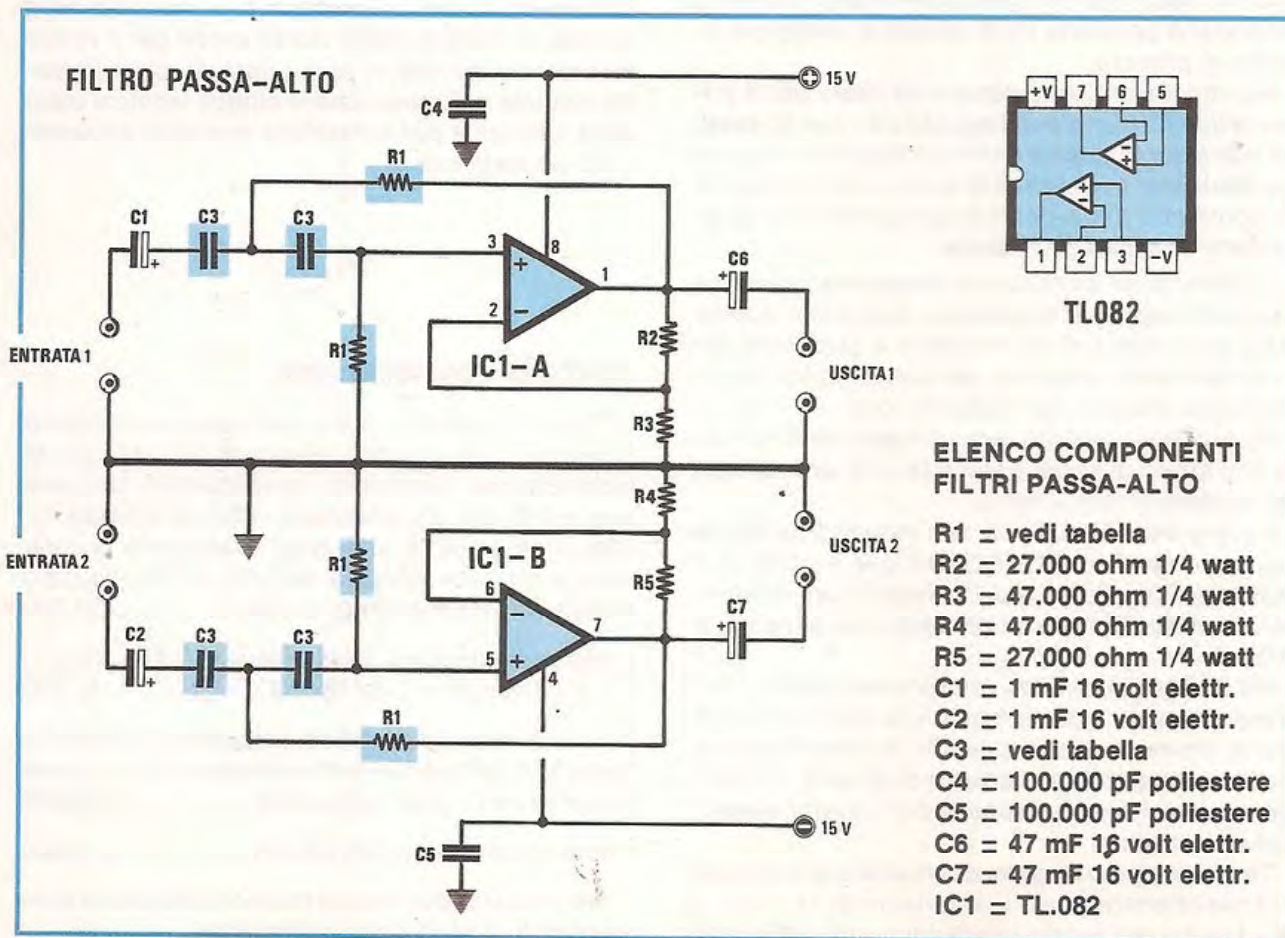 FILTRO PASSA-ALTO
C4
15 V
R1
C1
C3
C3
+
3
+
8
1
2
−
IC1-A
R1
R2
R3
C6
+
ENTRATA 1
USCITA 1
R4
R5
ENTRATA 2
USCITA 2
R1
IC1-B
6
−
7
5
+
4
C2
+
C3
C3
C7
+
R1
C5
15 V
+V
7
6
5
−
+
+
−
1
2
3
−V
TL082
ELENCO COMPONENTI
FILTRI PASSA-ALTO
R1 = vedi tabella
R2 = 27.000 ohm 1/4 watt
R3 = 47.000 ohm 1/4 watt
R4 = 47.000 ohm 1/4 watt
R5 = 27.000 ohm 1/4 watt
C1 = 1 mF 16 volt elettr.
C2 = 1 mF 16 volt elettr.
C3 = vedi tabella
C4 = 100.000 pF poliestere
C5 = 100.000 pF poliestere
C6 = 47 mF 16 volt elettr.
C7 = 47 mF 16 volt elettr.
IC1 = TL.082